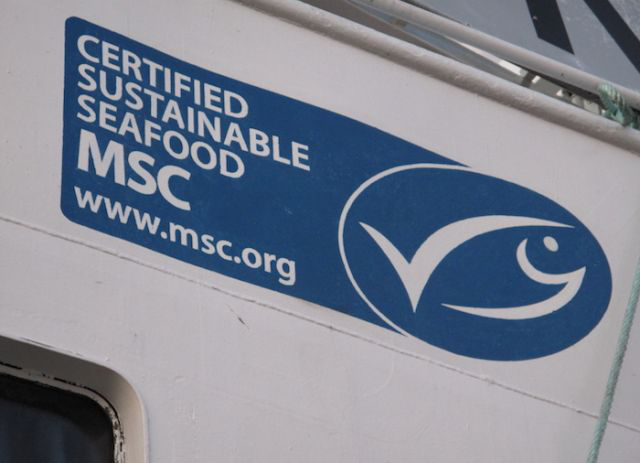 CERTIFIED
SUSTAINABLE
SEAFOOD
MSC
www.msc.org